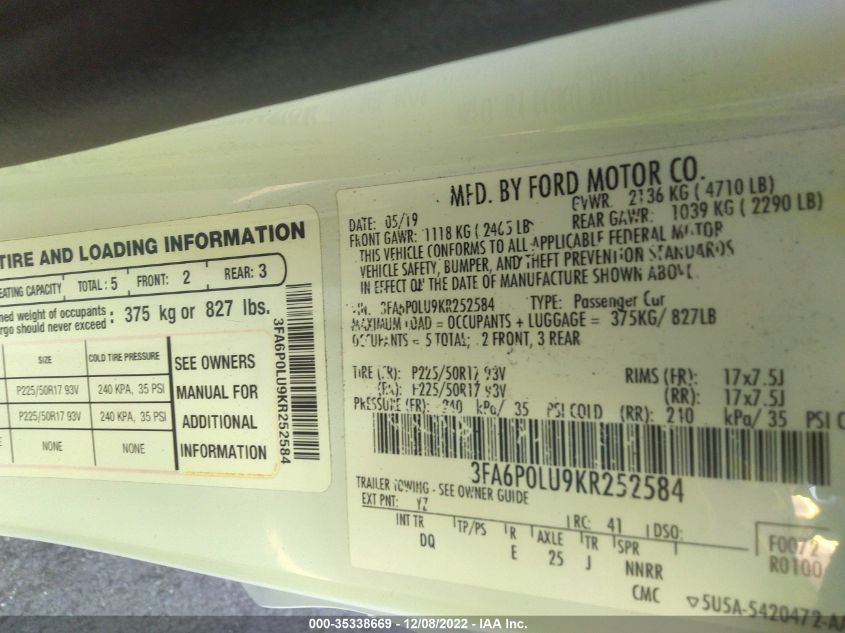 TIRE AND LOADING INFORMATION
EATING CAPACITY TOTAL: 5 FRONT: 2 REAR: 3
ned weight of occupants
rgo should never exceed : 375 kg or 827 lbs.
SIZE COLD TIRE PRESSURE
P225/50R17 93V 240 KPA, 35 PSI
P225/50R17 93V 240 KPA, 35 PSI
NONE NONE
SEE OWNERS
MANUAL FOR
ADDITIONAL
INFORMATION
3FA6P0LU9KR252584
MFD. BY FORD MOTOR CO.
DATE: 05/19 GVWR: 2136 KG ( 4710 LB)
FRONT GAWR: 1118 KG ( 2465 LB) REAR GAWR: 1039 KG ( 2290 LB)
THIS VEHICLE CONFORMS TO ALL APPLICABLE FEDERAL MOTOR
VEHICLE SAFETY, BUMPER, AND THEFT PREVENTION STANDARDS
IN EFFECT ON THE DATE OF MANUFACTURE SHOWN ABOVE.
VIN: 3FA6P0LU9KR252584 TYPE: Passenger Car
MAXIMUM LOAD = OCCUPANTS + LUGGAGE = 375KG/ 827LB
OCCUPANTS = 5 TOTAL; 2 FRONT, 3 REAR
TIRE (FR): P225/50R17 93V RIMS (FR): 17x7.5J
(RR): P225/50R17 93V (RR): 17x7.5J
PRESSURE (FR): 240 kPa/ 35 PSI COLD (RR): 240 kPa/ 35 PSI C
3FA6P0LU9KR252584
TRAILER TOWING - SEE OWNER GUIDE
EXT PNT: YZ RC: 41 DSO:
INT TR TP/PS R AXLE TR SPR
DQ E 25 J NNRR
F0072
R0100
CMC
5U5A-5420472-A
000-35338669 - 12/08/2022 - IAA Inc.